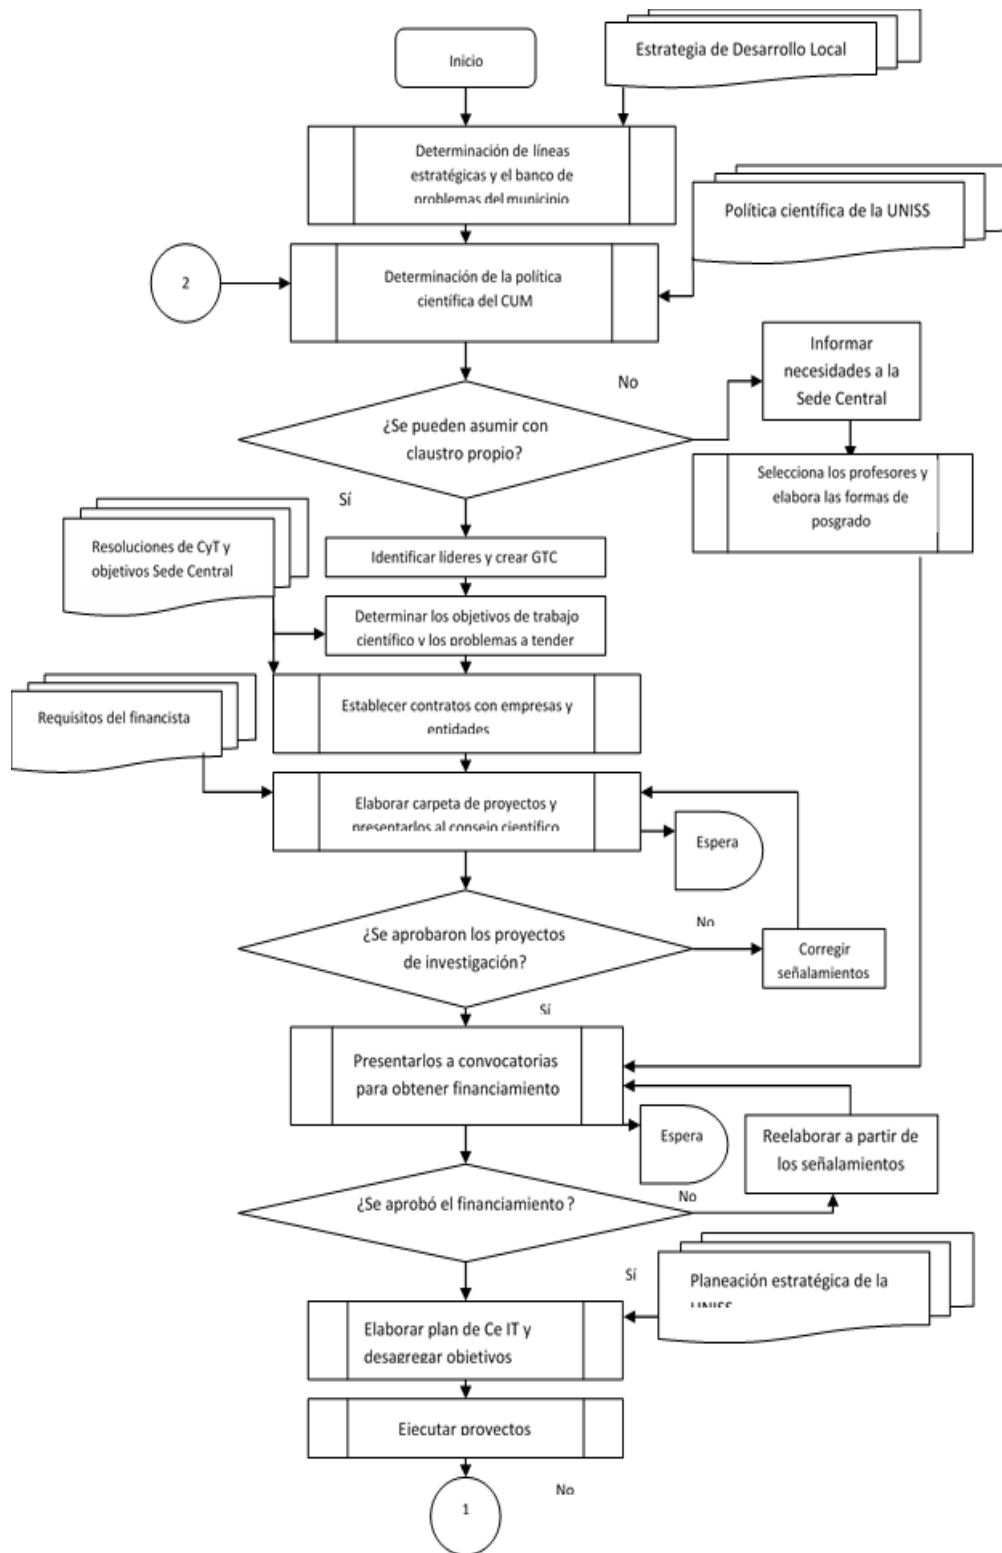 Inicio
Estrategia de Desarrollo Local
Determinación de líneas
estratégicas y el banco de
problemas del municipio
Política científica de la UNISS
2
Determinación de la política
científica del CUM
Informar
necesidades a la
Sede Central
No
¿Se pueden asumir con
claustro propio?
Selecciona los profesores y
elabora las formas de
posgrado
Sí
Resoluciones de CyT y
objetivos Sede Central
Identificar líderes y crear GTC
Determinar los objetivos de trabajo
científico y los problemas a tender
Requisitos del financista
Establecer contratos con empresas y
entidades
Elaborar carpeta de proyectos y
presentarlos al consejo científico
Espera
No
¿Se aprobaron los proyectos
de investigación?
Corregir
señalamientos
Sí
Presentarlos a convocatorias
para obtener financiamiento
Espera
Reelaborar a partir de
los señalamientos
No
¿Se aprobó el financiamiento ?
Sí
Planeación estratégica de la
UNISS
Elaborar plan de Ce IT y
desagregar objetivos
Ejecutar proyectos
No
1